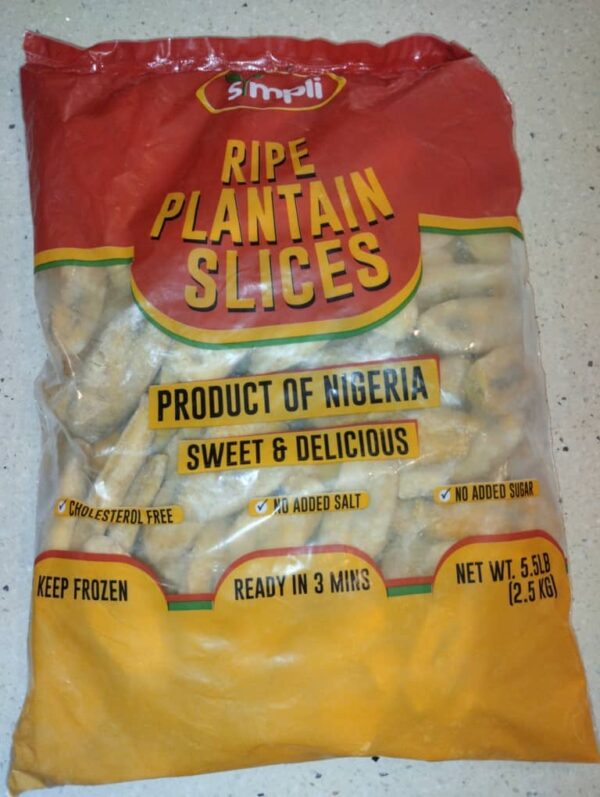 simpli
RIPE
PLANTAIN
SLICES
PRODUCT OF NIGERIA
SWEET & DELICIOUS
CHOLESTEROL FREE
NO ADDED SALT
NO ADDED SUGAR
KEEP FROZEN
READY IN 3 MINS
NET WT. 5.5LB
(2.5 KG)